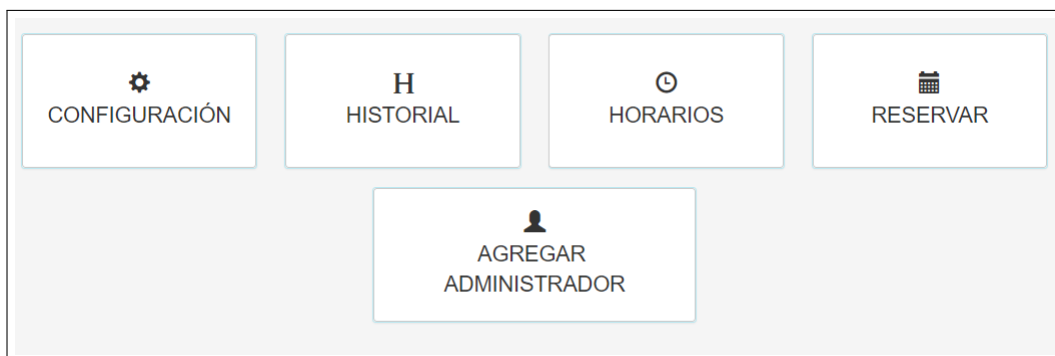 CONFIGURACIÓN
H
HISTORIAL
HORARIOS
RESERVAR
AGREGAR
ADMINISTRADOR